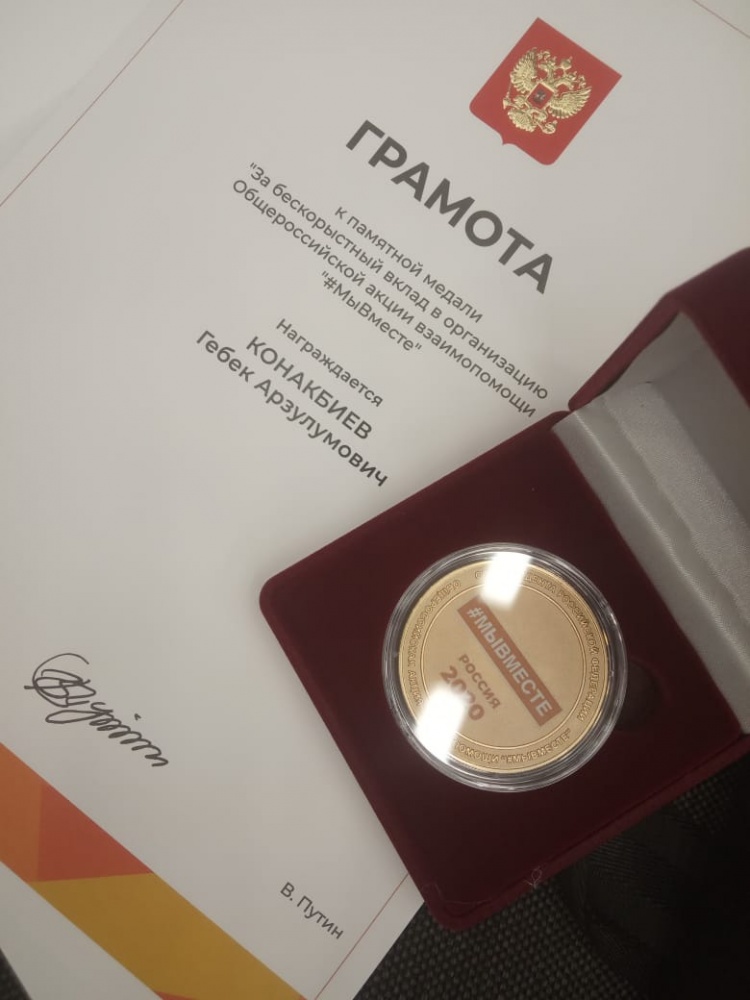 ГРАМОТА
к памятной медали
"За бескорыстный вклад в организацию
Общероссийской акции взаимопомощи
"#МыВместе"
Награждается
КОНАКБИЕВ
Гебек Арзулумович
#МЫВМЕСТЕ
РОССИЯ
2020
"#МЫВМЕСТЕ"
В. Путин